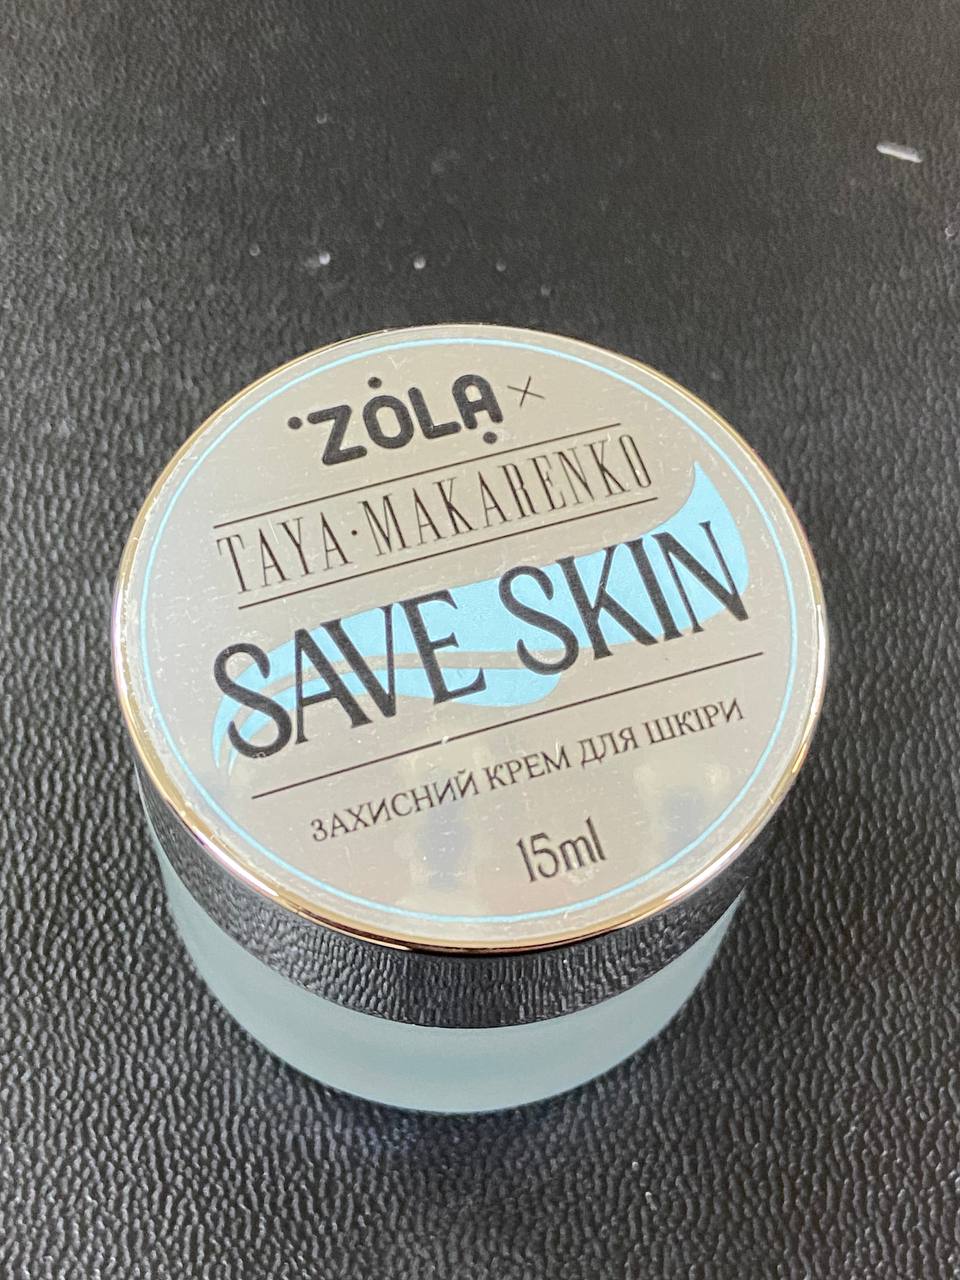 ZOLA ×
TAYA·MAKARENKO
SAVE SKIN
ЗАХИСНИЙ КРЕМ ДЛЯ ШКІРИ
15ml